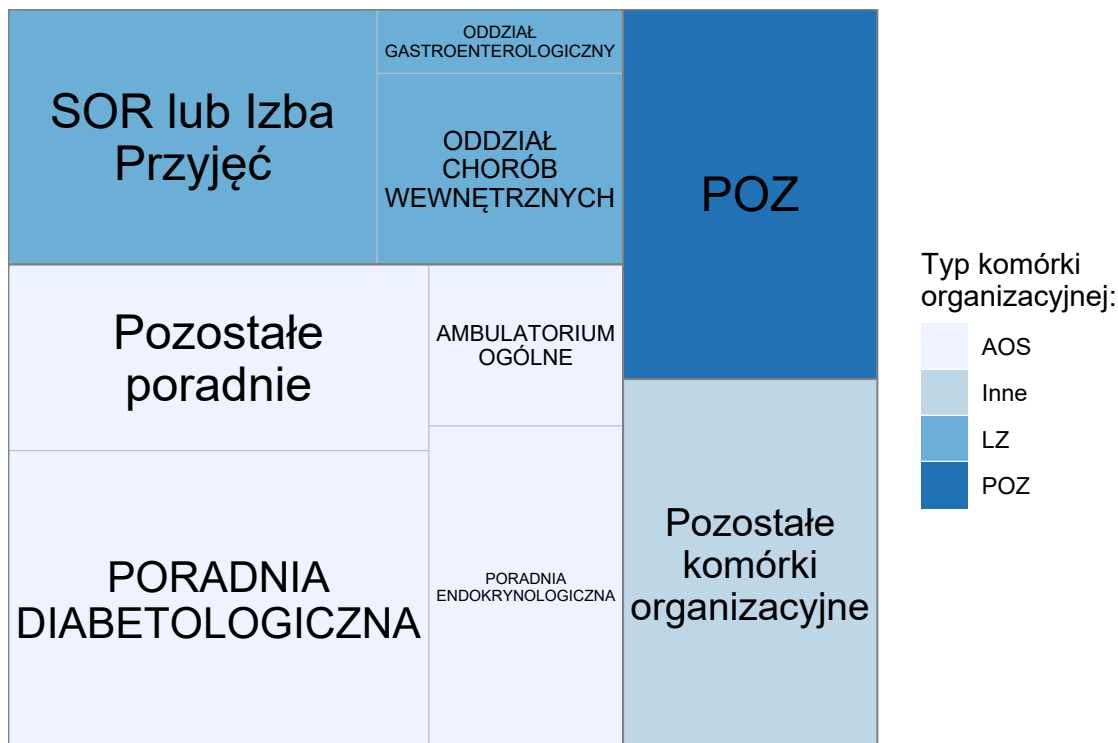 ODDZIAŁ
GASTROENTEROLOGICZNY
SOR lub Izba
Przyjęć
ODDZIAŁ
CHORÓB
WEWNĘTRZNYCH
POZ
Pozostałe
poradnie
AMBULATORIUM
OGÓLNE
PORADNIA
DIABETOLOGICZNA
PORADNIA
ENDOKRYNOLOGICZNA
Pozostałe
komórki
organizacyjne
Typ komórki
organizacyjnej:
AOS
Inne
LZ
POZ